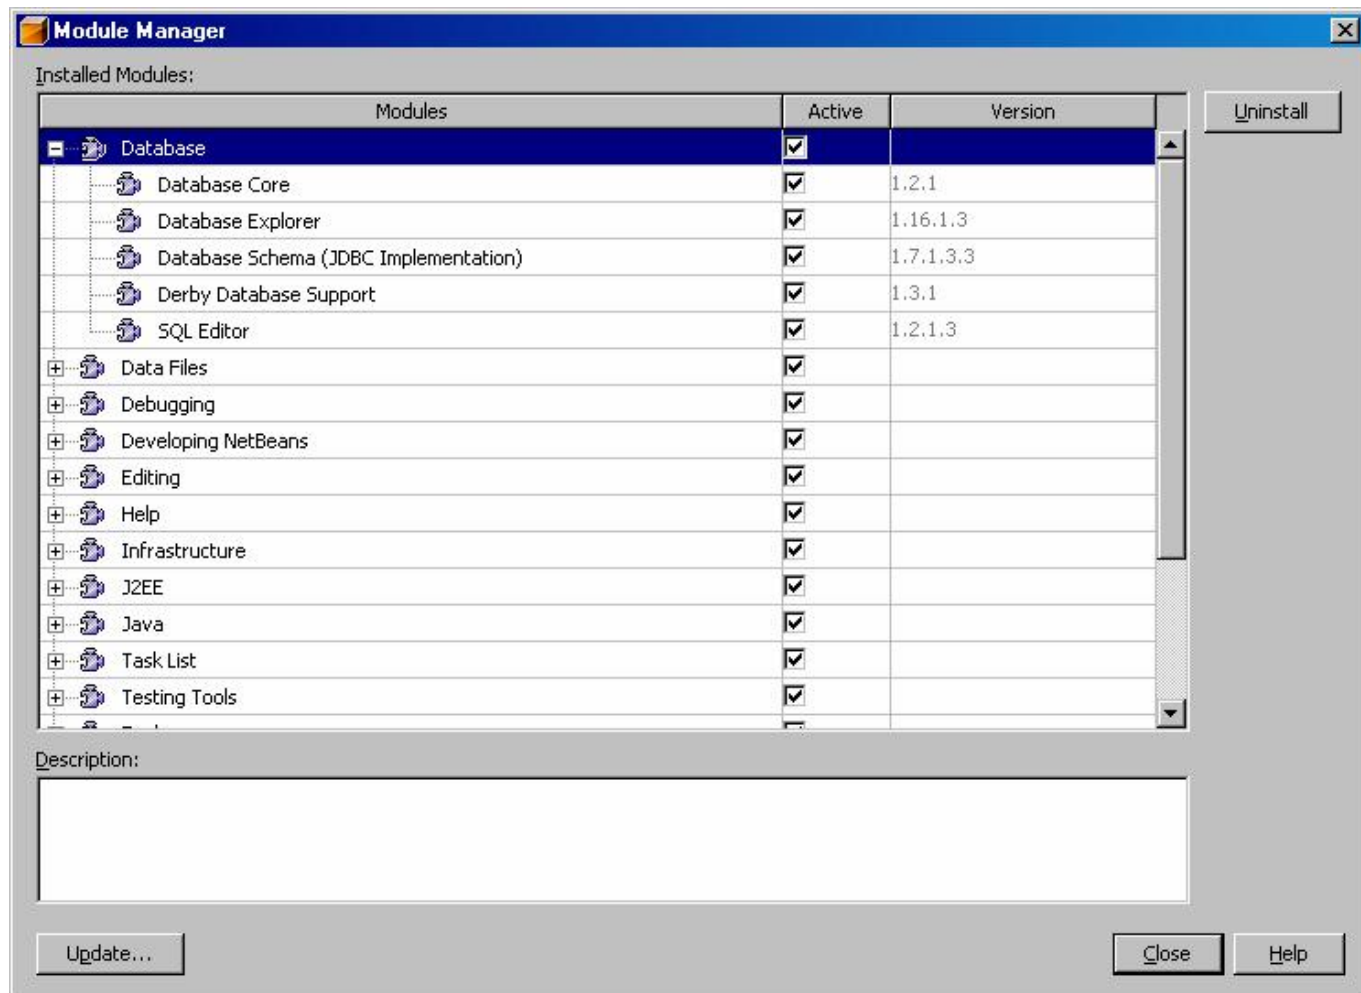 Module Manager
Installed Modules:
Modules Active Version
Uninstall
Database
Database Core 1.2.1
Database Explorer 1.16.1.3
Database Schema (JDBC Implementation) 1.7.1.3.3
Derby Database Support 1.3.1
SQL Editor 1.2.1.3
Data Files
Debugging
Developing NetBeans
Editing
Help
Infrastructure
J2EE
Java
Task List
Testing Tools
Description:
Update... Close Help